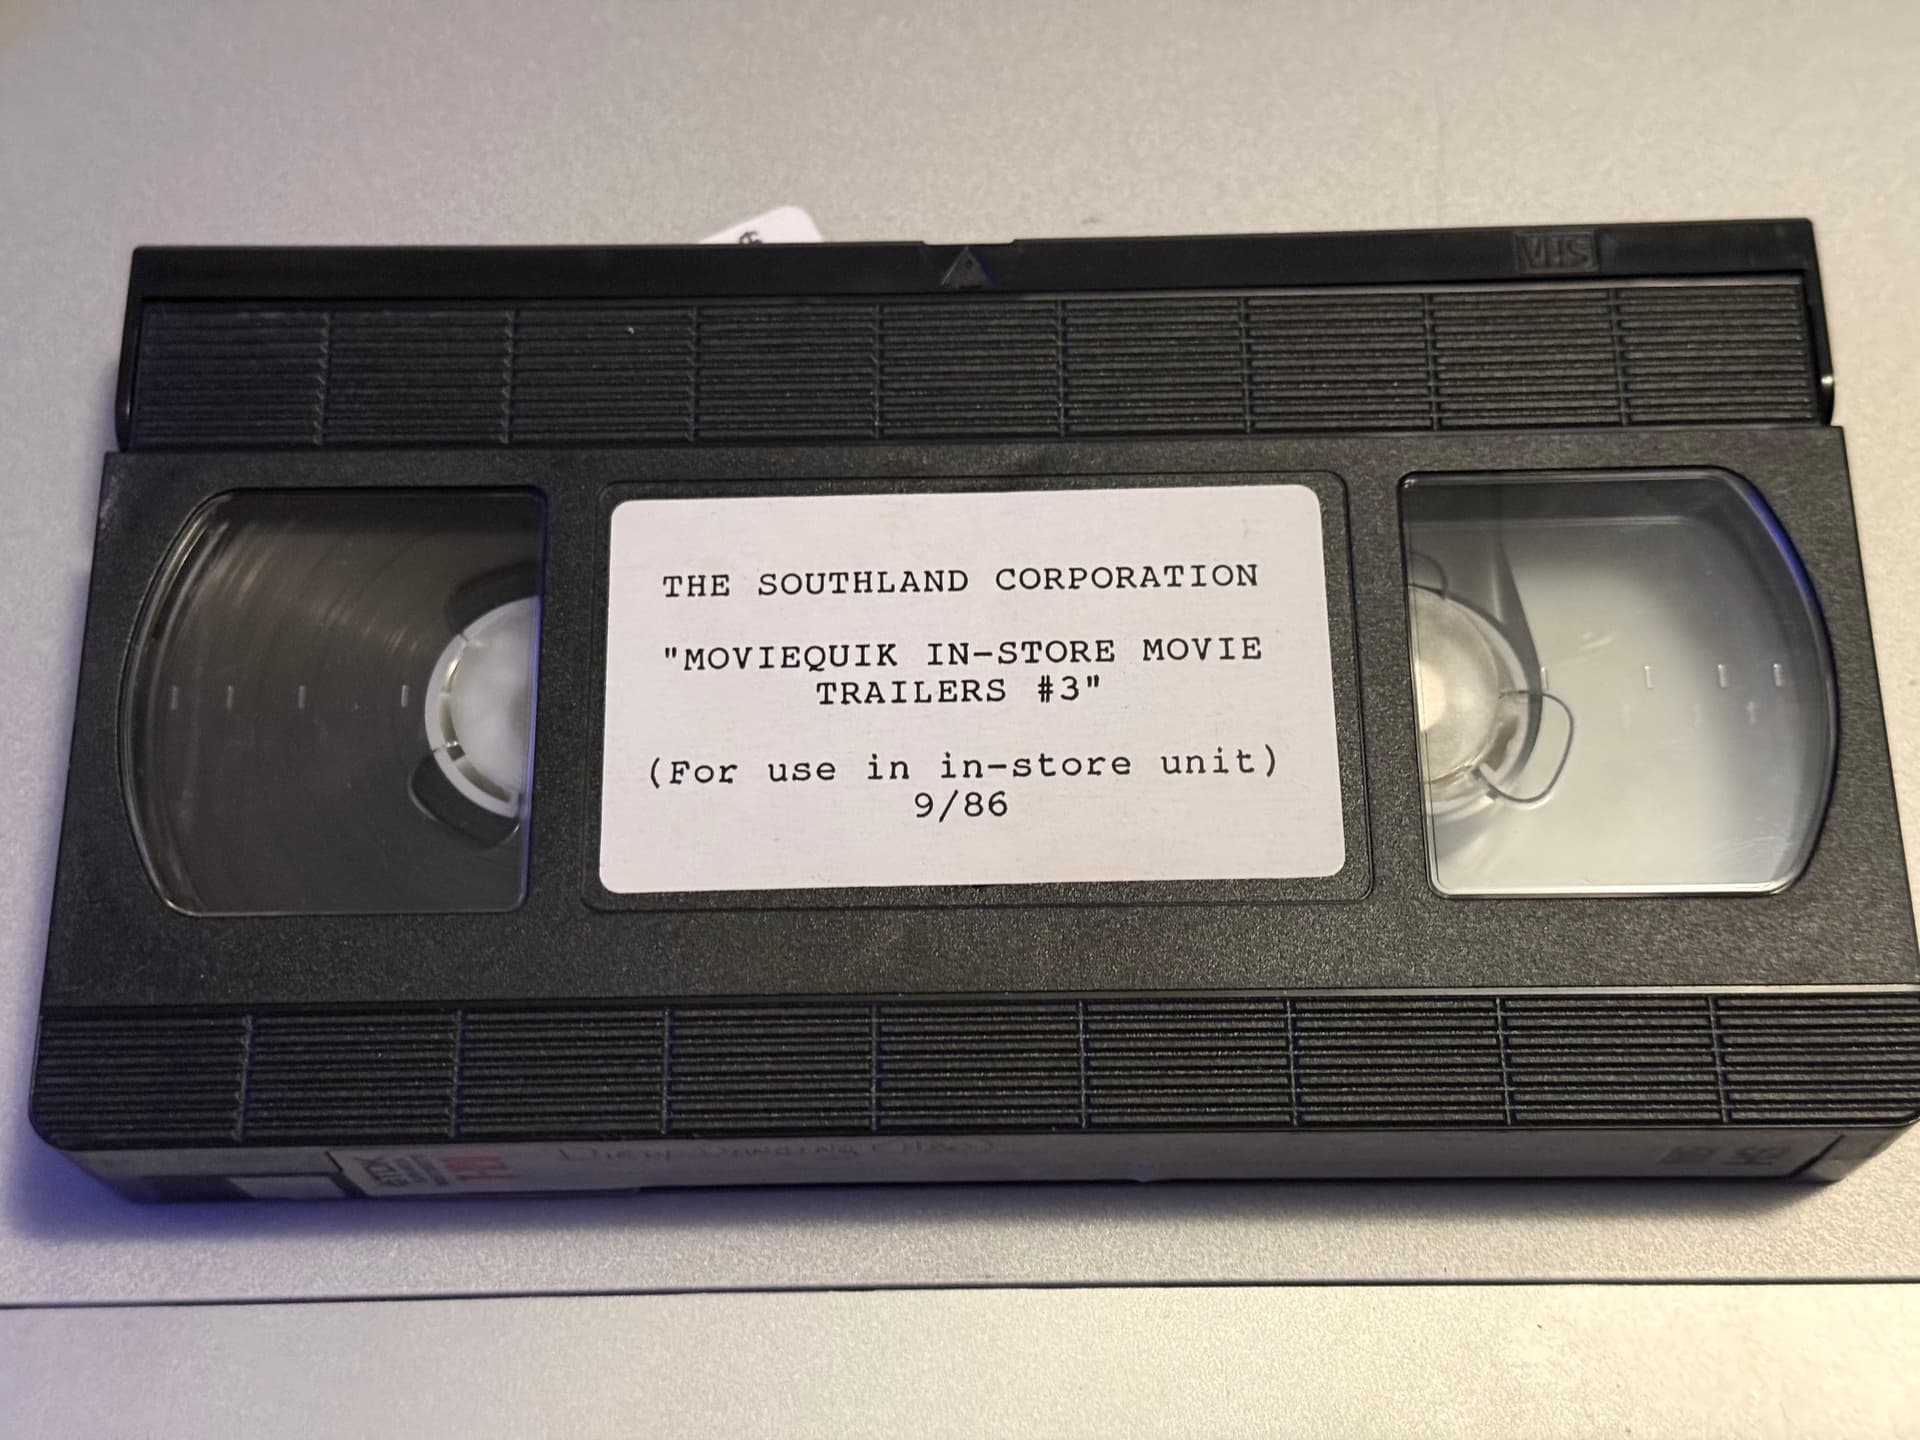 VHS
THE SOUTHLAND CORPORATION
"MOVIEQUIK IN-STORE MOVIE
TRAILERS #3"
(For use in in-store unit)
9/86